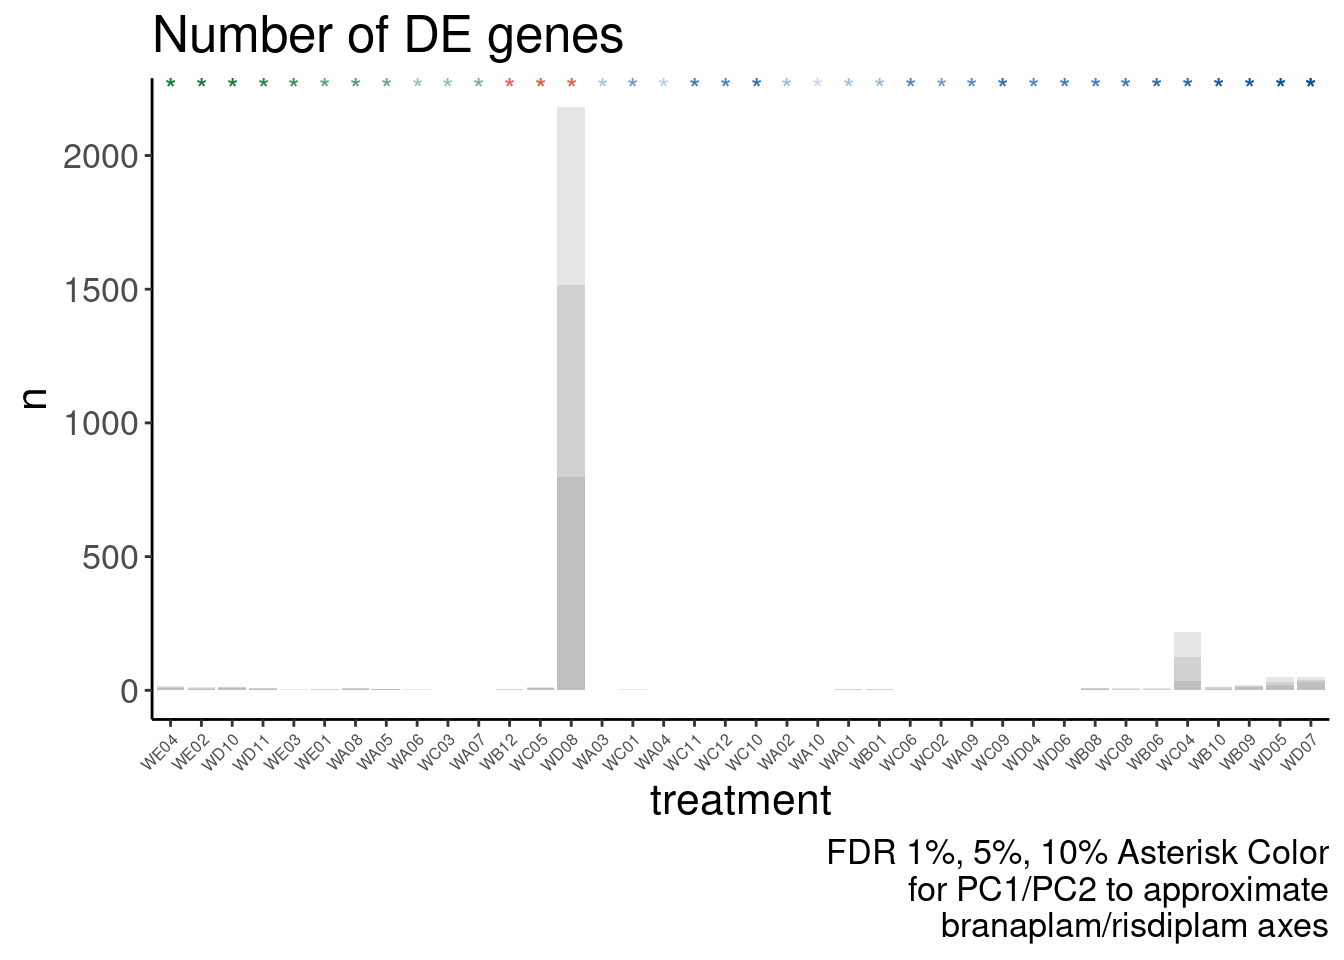 Number of DE genes
* * * * * * * * * * * * * * * * * * * * * * * * * * * * * * * * * * * * * *
2000
1500
1000
500
0
n
WE04 WE02 WD10 WD11 WE03 WE01 WA08 WA05 WA06 WC03 WA07 WB12 WC05 WD08 WA03 WC01 WA04 WC11 WC12 WC10 WA02 WA10 WA01 WB01 WC06 WC02 WA09 WC09 WD04 WD06 WB08 WC08 WB06 WC04 WB10 WB09 WD05 WD07
treatment
FDR 1%, 5%, 10% Asterisk Color
for PC1/PC2 to approximate
branaplam/risdiplam axes